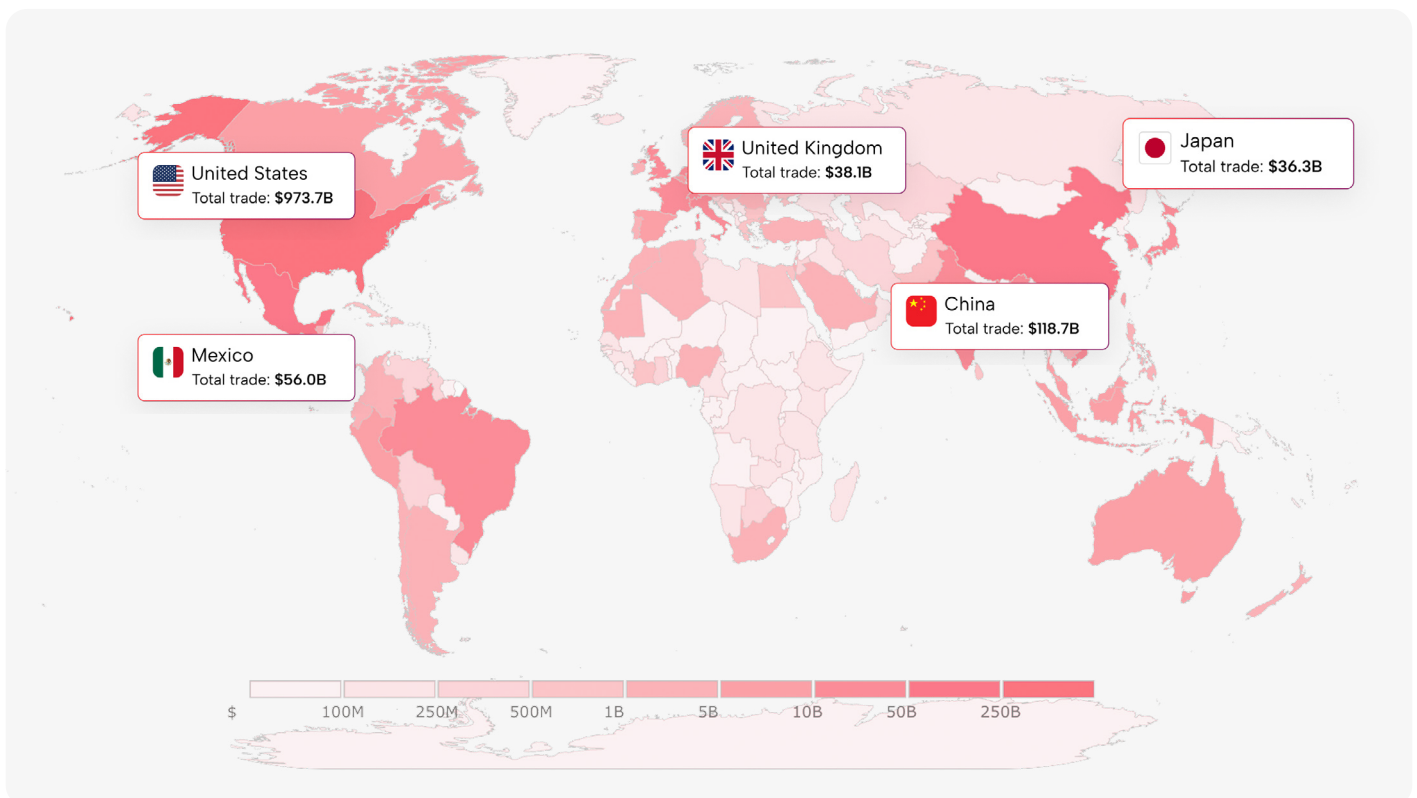 United Kingdom
Total trade: $38.1B
Japan
Total trade: $36.3B
United States
Total trade: $973.7B
China
Total trade: $118.7B
Mexico
Total trade: $56.0B
$ 100M 250M 500M 1B 5B 10B 50B 250B